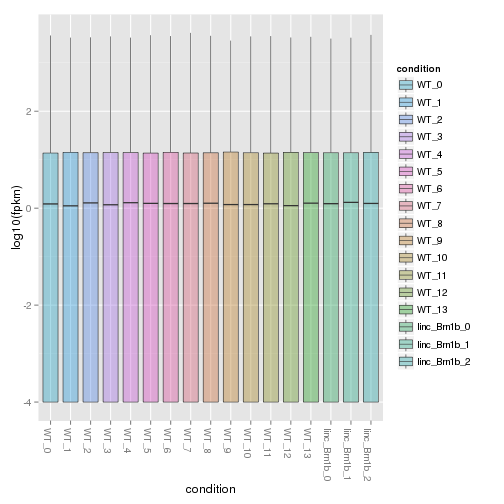 log10(fpkm)
2
0
-2
-4
WT_0
WT_1
WT_2
WT_3
WT_4
WT_5
WT_6
WT_7
WT_8
WT_9
WT_10
WT_11
WT_12
WT_13
linc_Brn1b_0
linc_Brn1b_1
linc_Brn1b_2
condition
condition
WT_0
WT_1
WT_2
WT_3
WT_4
WT_5
WT_6
WT_7
WT_8
WT_9
WT_10
WT_11
WT_12
WT_13
linc_Brn1b_0
linc_Brn1b_1
linc_Brn1b_2